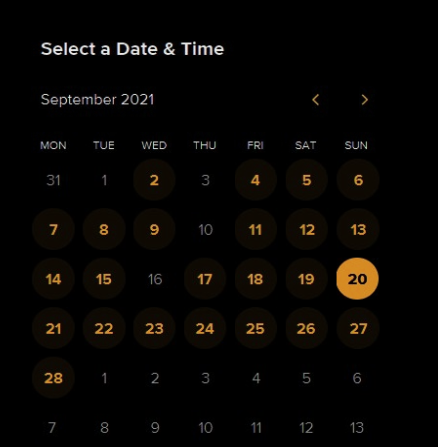 Select a Date & Time
September 2021
MON TUE WED THU FRI SAT SUN
31 1 2 3 4 5 6
7 8 9 10 11 12 13
14 15 16 17 18 19 20
21 22 23 24 25 26 27
28 1 2 3 4 5 6
7 8 9 10 11 12 13